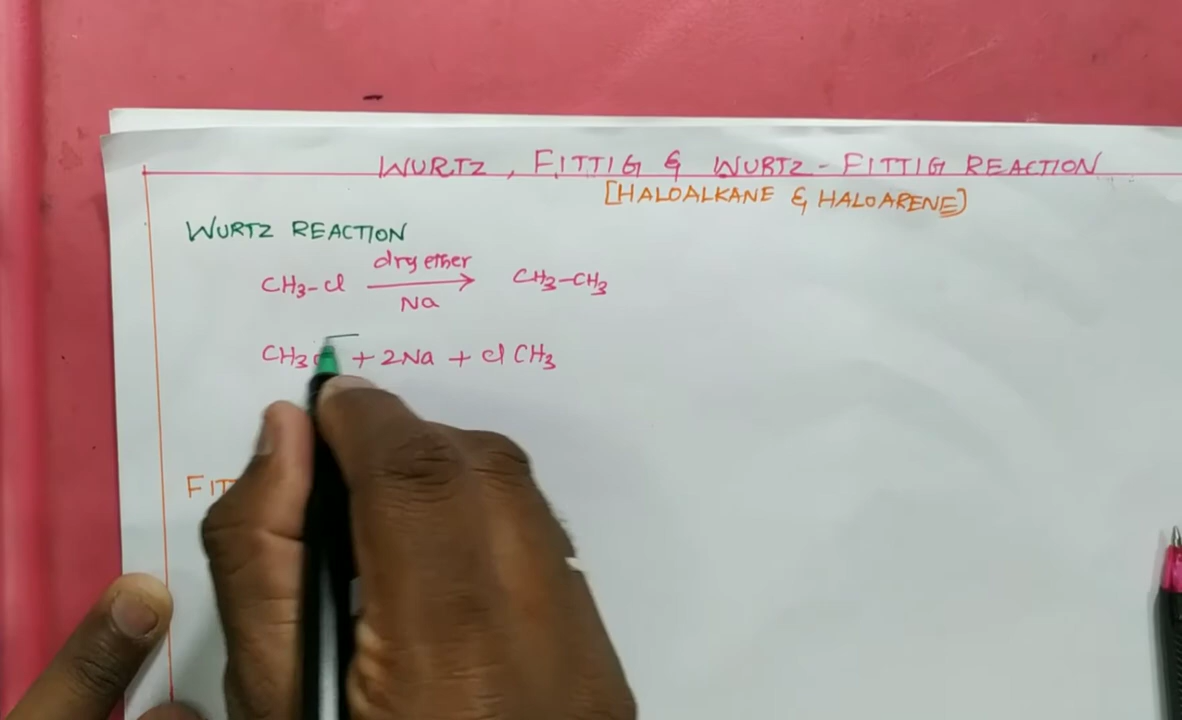 WURTZ, FITTIG & WURTZ-FITTIG REACTION
[HALOALKANE & HALOARENE]
WURTZ REACTION
dry ether
CH3-Cl → CH3-CH3
Na
CH3 + 2Na + Cl CH3